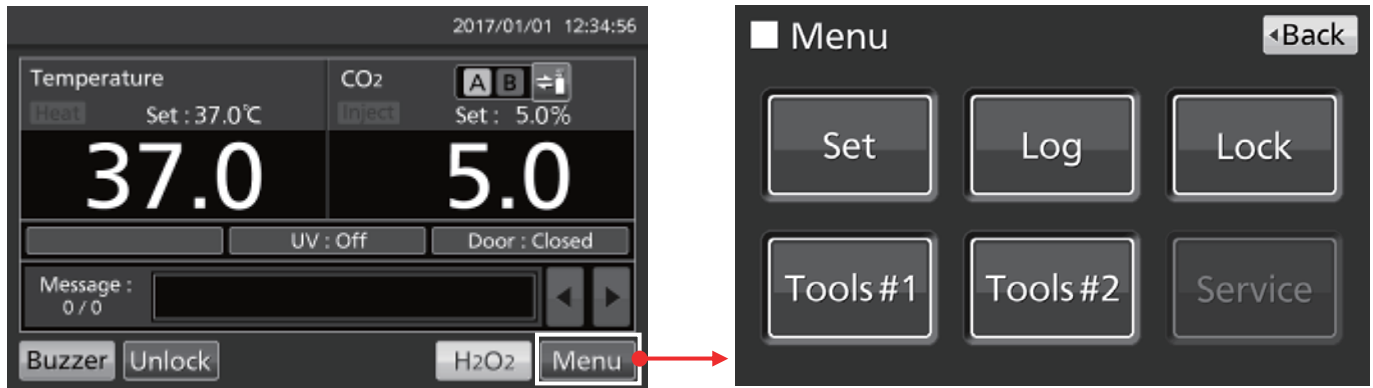 2017/01/01 12:34:56
Temperature
Heat Set : 37.0℃
37.0
CO2 A B
Inject Set : 5.0%
5.0
UV : Off Door : Closed
Message :
0 / 0
Buzzer Unlock H2O2 Menu
Menu Back
Set Log Lock
Tools #1 Tools #2 Service